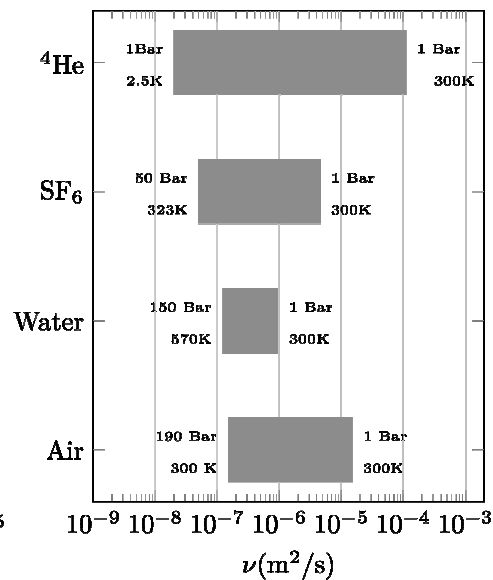 ⁴He
1Bar
2.5K
1 Bar
300K
SF₆
50 Bar
323K
1 Bar
300K
Water
150 Bar
570K
1 Bar
300K
Air
190 Bar
300 K
1 Bar
300K
10⁻⁹ 10⁻⁸ 10⁻⁷ 10⁻⁶ 10⁻⁵ 10⁻⁴ 10⁻³
ν(m²/s)